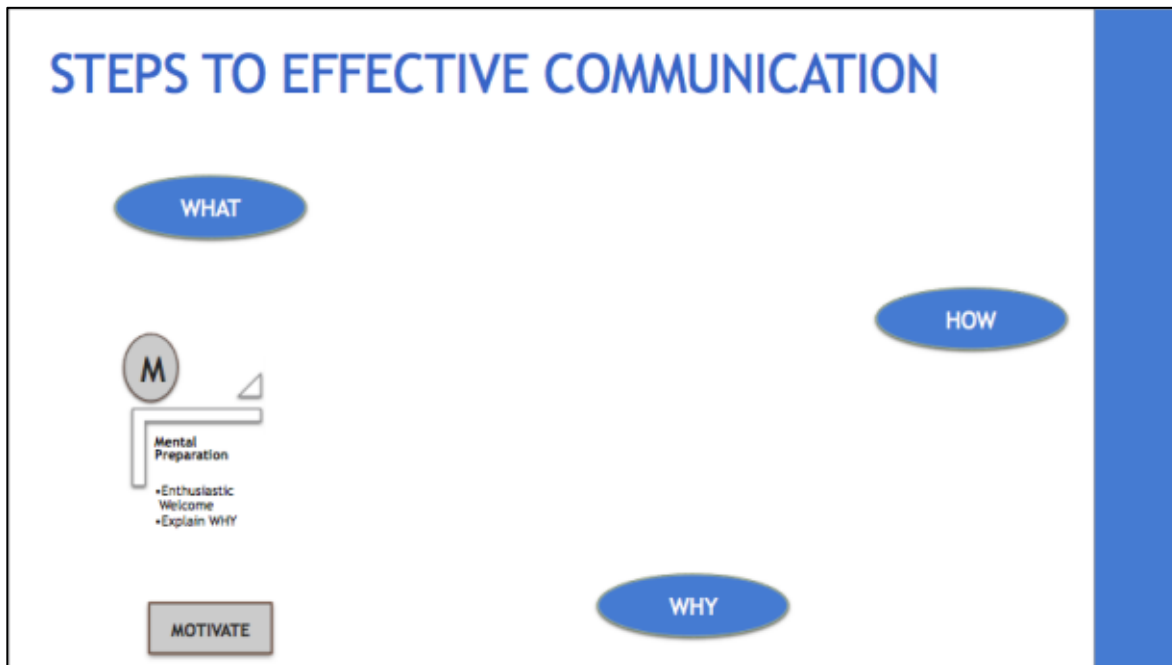 STEPS TO EFFECTIVE COMMUNICATION
WHAT
HOW
M
Mental
Preparation
•Enthusiastic
Welcome
•Explain WHY
WHY
MOTIVATE